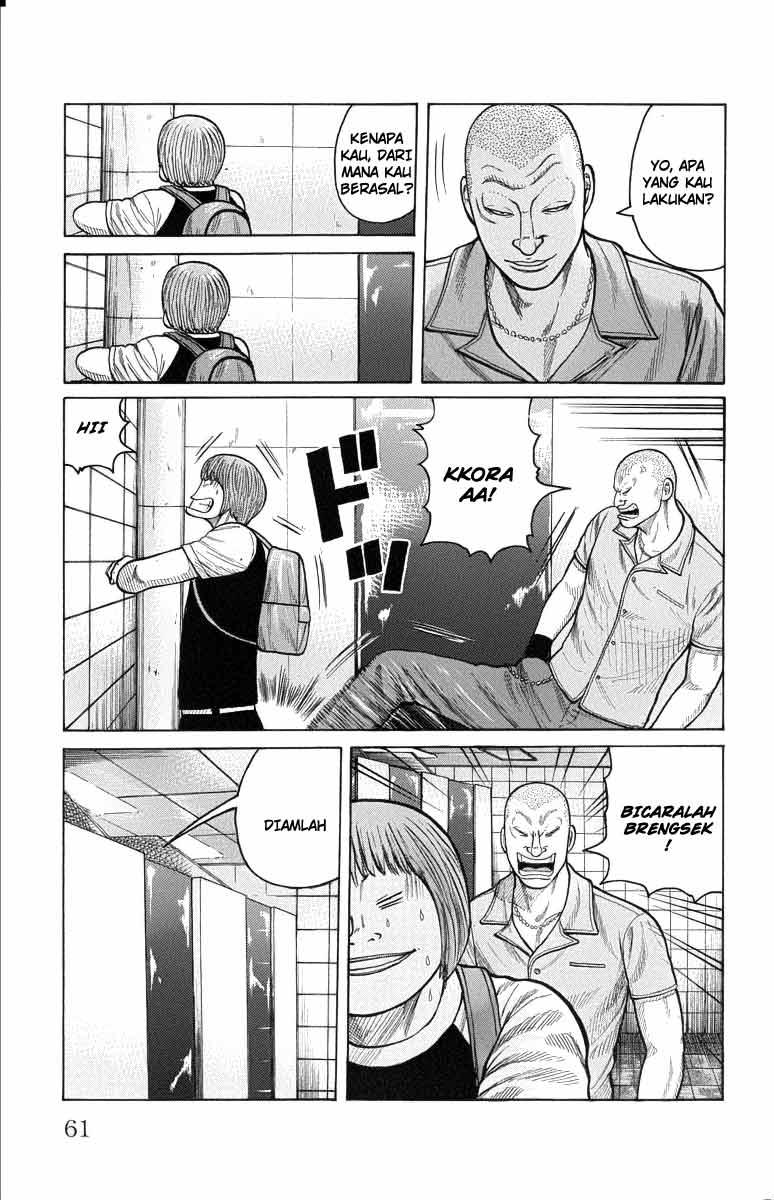 YO, APA
YANG KAU
LAKUKAN?
KENAPA
KAU, DARI
MANA KAU
BERASAL?
KKORA
AA!
ドッ
HII
BICARALAH
BRENGSEK
!
DIAMLAH
61